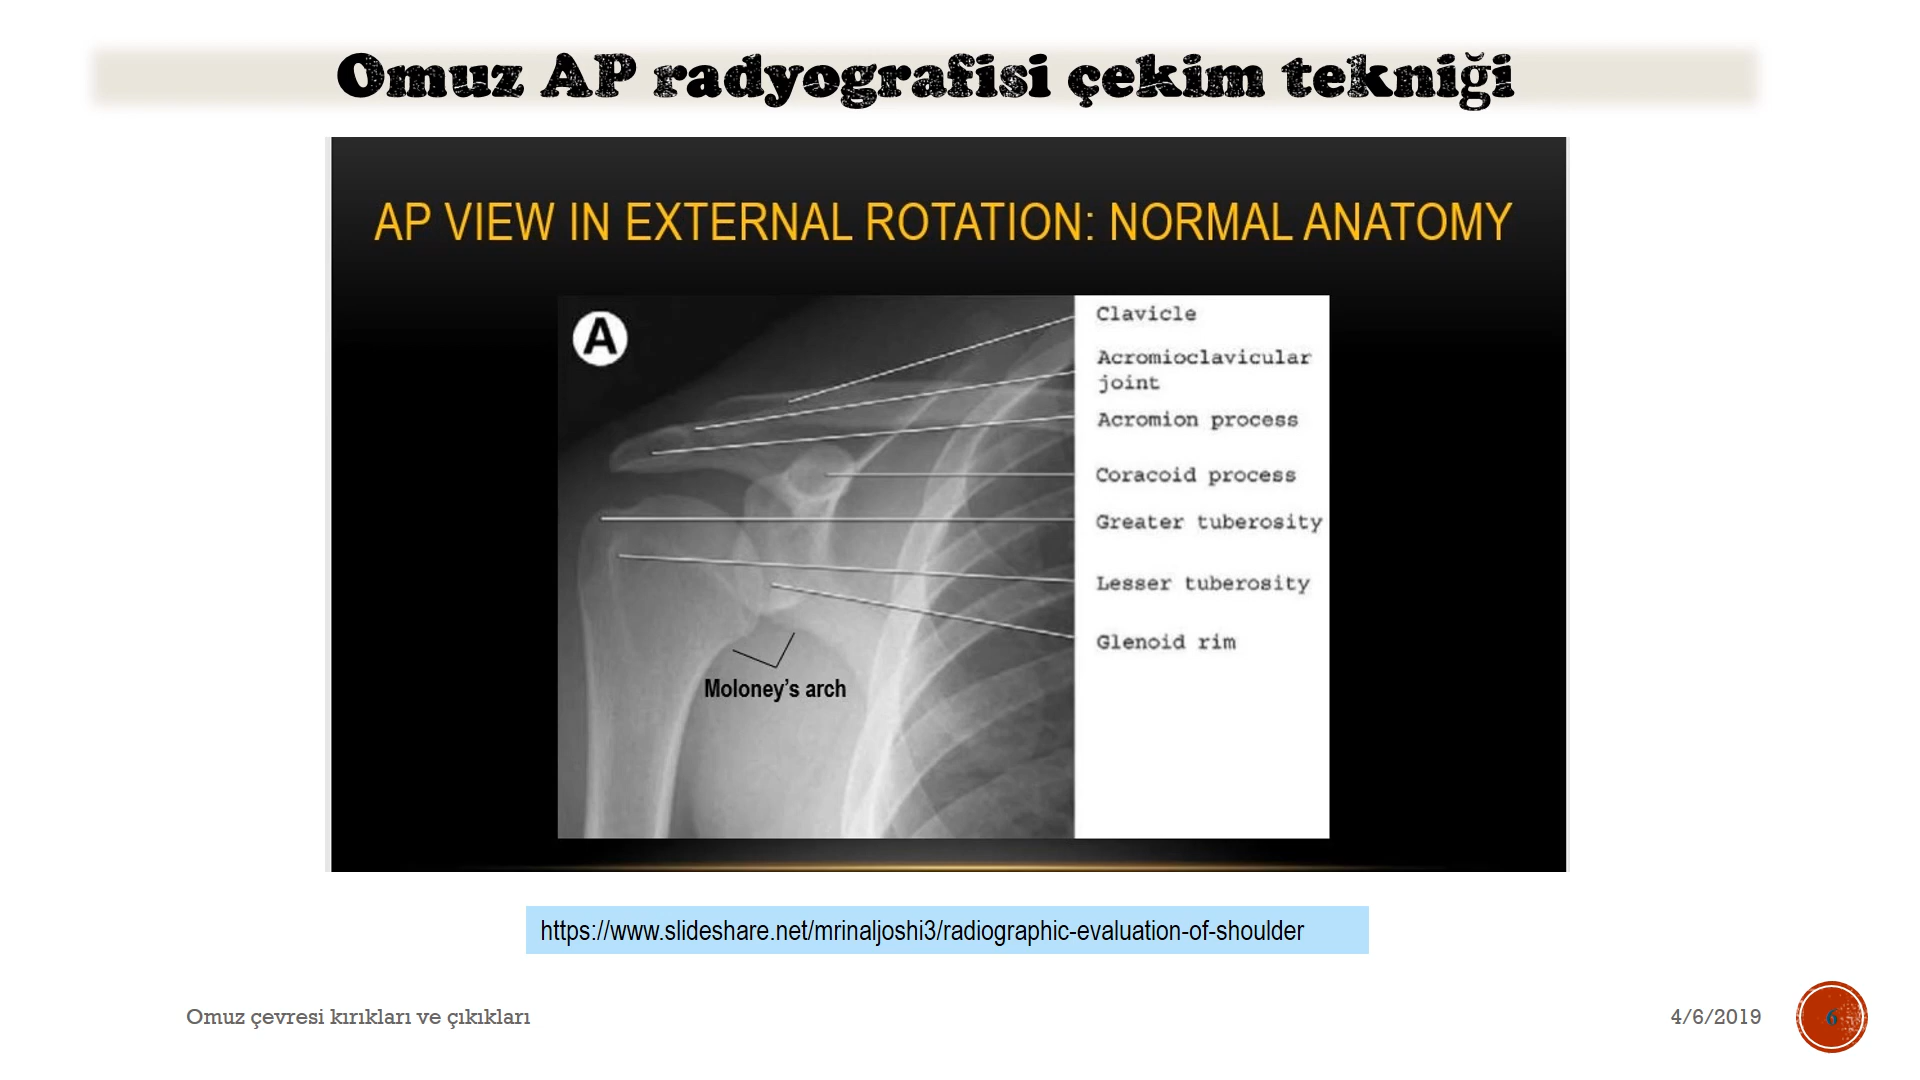 Omuz AP radyografisi çekim tekniği
AP VIEW IN EXTERNAL ROTATION: NORMAL ANATOMY
A
Clavicle
Acromioclavicular
joint
Acromion process
Coracoid process
Greater tuberosity
Lesser tuberosity
Glenoid rim
Moloney’s arch
https://www.slideshare.net/mrinaljoshi3/radiographic-evaluation-of-shoulder
Omuz çevresi kırıkları ve çıkıkları
4/6/2019
6